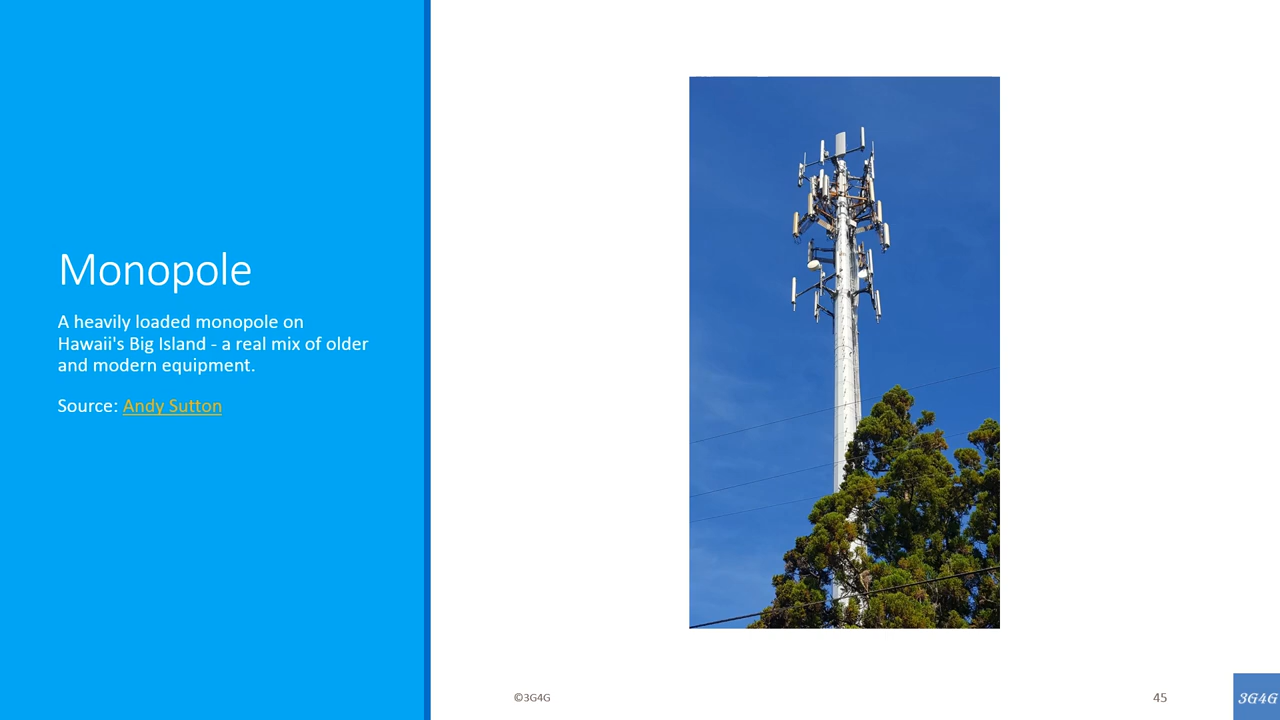 Monopole
A heavily loaded monopole on
Hawaii's Big Island - a real mix of older
and modern equipment.
Source: Andy Sutton
©3G4G
45
3G4G